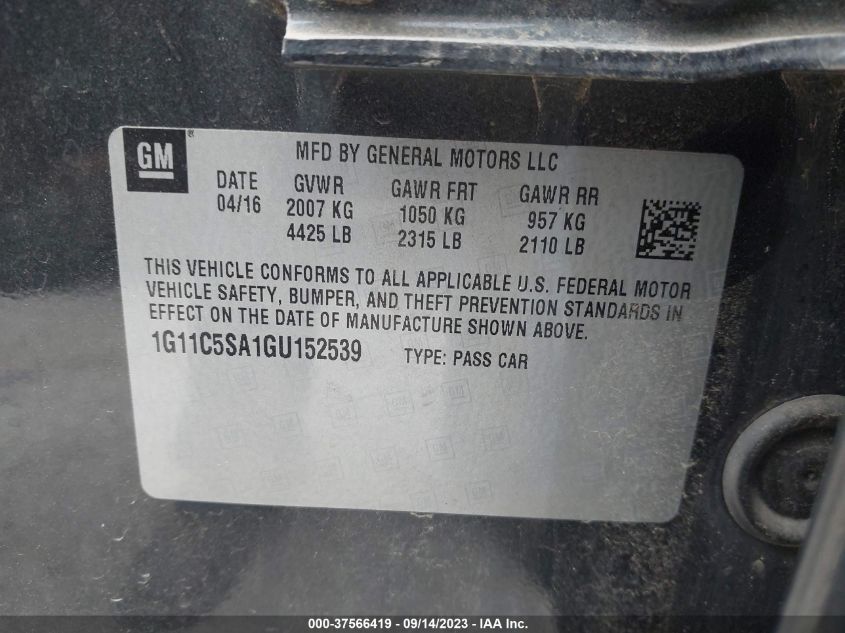 GM
MFD BY GENERAL MOTORS LLC
DATE GVWR GAWR FRT GAWR RR
04/16 2007 KG 1050 KG 957 KG
4425 LB 2315 LB 2110 LB
THIS VEHICLE CONFORMS TO ALL APPLICABLE U.S. FEDERAL MOTOR
VEHICLE SAFETY, BUMPER, AND THEFT PREVENTION STANDARDS IN
EFFECT ON THE DATE OF MANUFACTURE SHOWN ABOVE.
1G11C5SA1GU152539 TYPE: PASS CAR
000-37566419 - 09/14/2023 - IAA Inc.